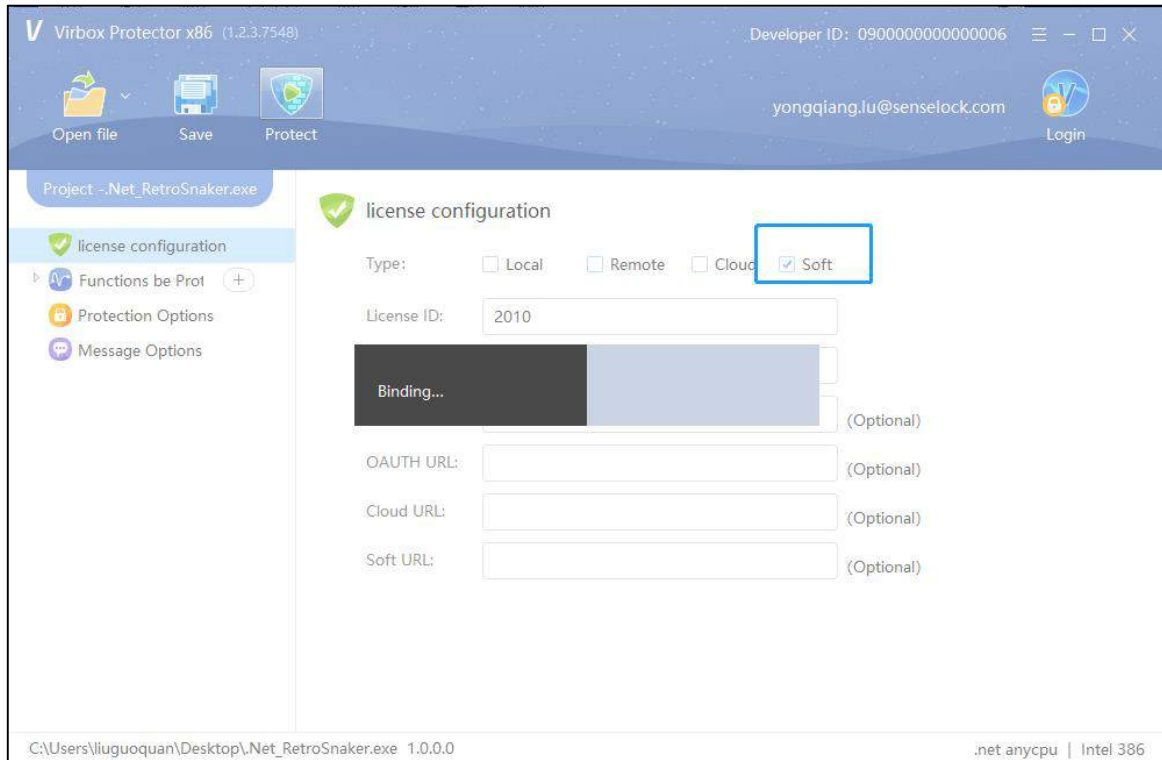 V Virbox Protector x86 (1.2.3.7548)
Developer ID: 0900000000000006
Open file
Save
Protect
yongqiang.lu@senselock.com
Login
Project -.Net_RetroSnaker.exe
license configuration
Functions be Prot
Protection Options
Message Options
license configuration
Type: Local Remote Cloud Soft
License ID: 2010
Binding...
(Optional)
OAUTH URL: (Optional)
Cloud URL: (Optional)
Soft URL: (Optional)
C:\Users\liuguoquan\Desktop\.Net_RetroSnaker.exe 1.0.0.0
.net anycpu | Intel 386